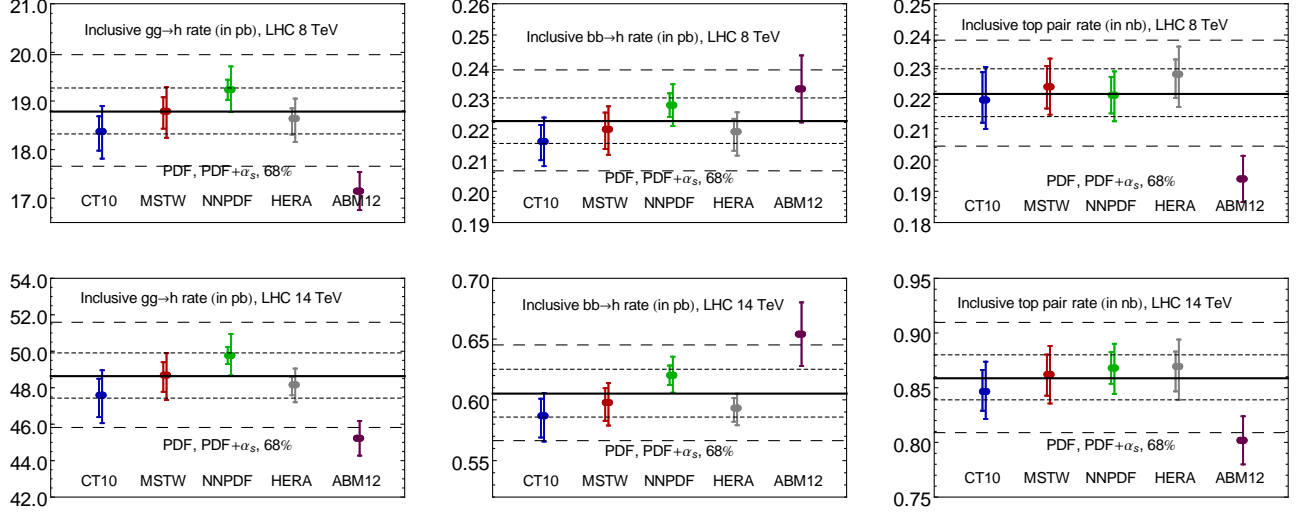 21.0
Inclusive gg→h rate (in pb), LHC 8 TeV
20.0
19.0
18.0
PDF, PDF+αs, 68%
17.0
CT10 MSTW NNPDF HERA ABM12
0.26
Inclusive bb→h rate (in pb), LHC 8 TeV
0.25
0.24
0.23
0.22
0.21
PDF, PDF+αs, 68%
0.20
CT10 MSTW NNPDF HERA ABM12
0.19
0.25
Inclusive top pair rate (in nb), LHC 8 TeV
0.24
0.23
0.22
0.21
0.20
PDF, PDF+αs, 68%
0.19
CT10 MSTW NNPDF HERA ABM12
0.18
54.0
Inclusive gg→h rate (in pb), LHC 14 TeV
52.0
50.0
48.0
46.0
PDF, PDF+αs, 68%
44.0
CT10 MSTW NNPDF HERA ABM12
42.0
0.70
Inclusive bb→h rate (in pb), LHC 14 TeV
0.65
0.60
PDF, PDF+αs, 68%
0.55
CT10 MSTW NNPDF HERA ABM12
0.52
0.95
Inclusive top pair rate (in nb), LHC 14 TeV
0.90
0.85
0.80
PDF, PDF+αs, 68%
CT10 MSTW NNPDF HERA ABM12
0.75